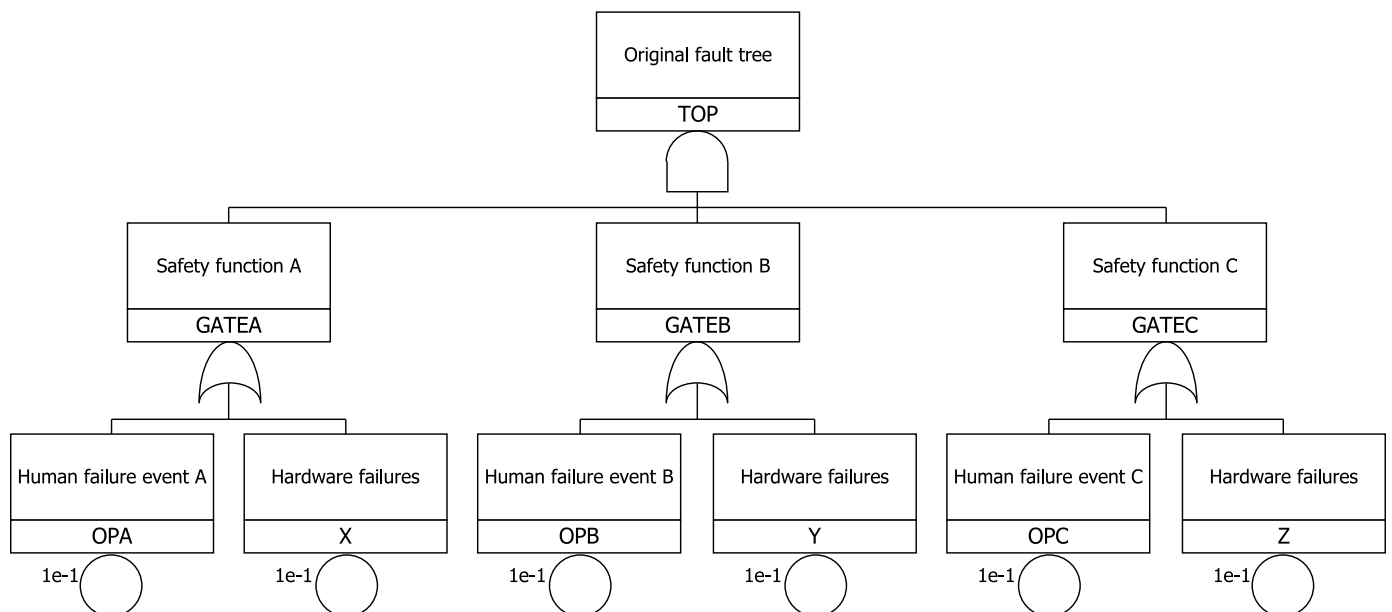 Original fault tree
TOP
Safety function A
Safety function B
Safety function C
GATEA
GATEB
GATEC
Human failure event A
Hardware failures
Human failure event B
Hardware failures
Human failure event C
Hardware failures
OPA
X
OPB
Y
OPC
Z
1e-1
1e-1
1e-1
1e-1
1e-1
1e-1